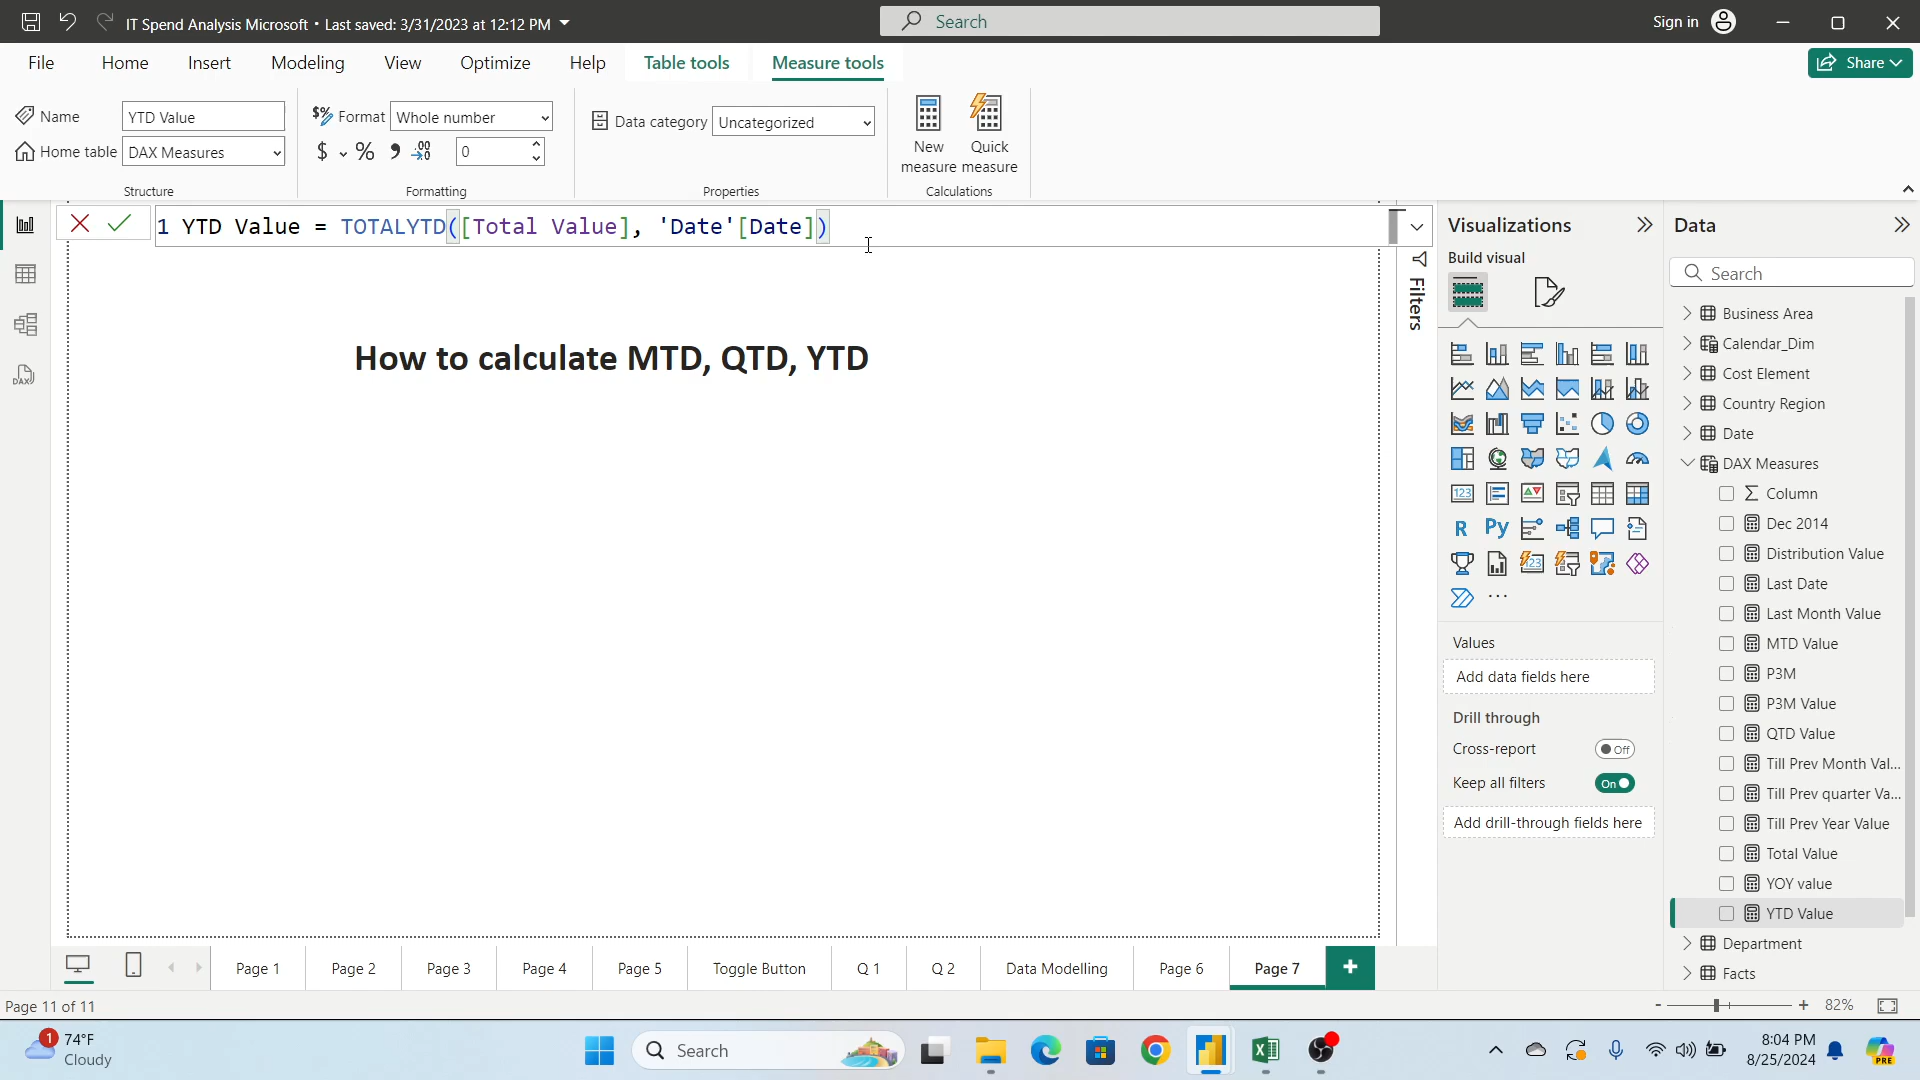 IT Spend Analysis Microsoft • Last saved: 3/31/2023 at 12:12 PM
Search
Sign in
File
Home
Insert
Modeling
View
Optimize
Help
Table tools
Measure tools
Share
Name
YTD Value
Format
Whole number
Data category
Uncategorized
New
measure
Quick
measure
Home table
DAX Measures
$
%
0
Structure
Formatting
Properties
Calculations
1 YTD Value = TOTALYTD([Total Value], 'Date'[Date])
How to calculate MTD, QTD, YTD
Filters
Visualizations
Build visual
R
Py
123
Values
Add data fields here
Drill through
Cross-report
Off
Keep all filters
On
Add drill-through fields here
Data
Search
Business Area
Calendar_Dim
Cost Element
Country Region
Date
DAX Measures
Column
Dec 2014
Distribution Value
Last Date
Last Month Value
MTD Value
P3M
P3M Value
QTD Value
Till Prev Month Val...
Till Prev quarter Va...
Till Prev Year Value
Total Value
YOY value
YTD Value
Department
Facts
Page 1
Page 2
Page 3
Page 4
Page 5
Toggle Button
Q 1
Q 2
Data Modelling
Page 6
Page 7
Page 11 of 11
82%
1
74°F
Cloudy
Search
8:04 PM
8/25/2024
PRE